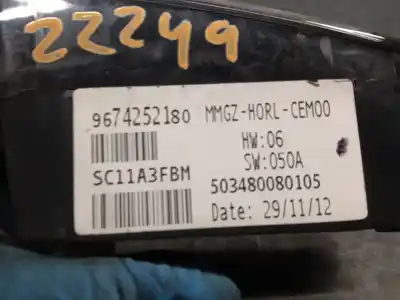 22249
9674252180 MMGZ-HORL-CEM00
HW:06
SW:050A
SC11A3FBM
503480080105
Date: 29/11/12